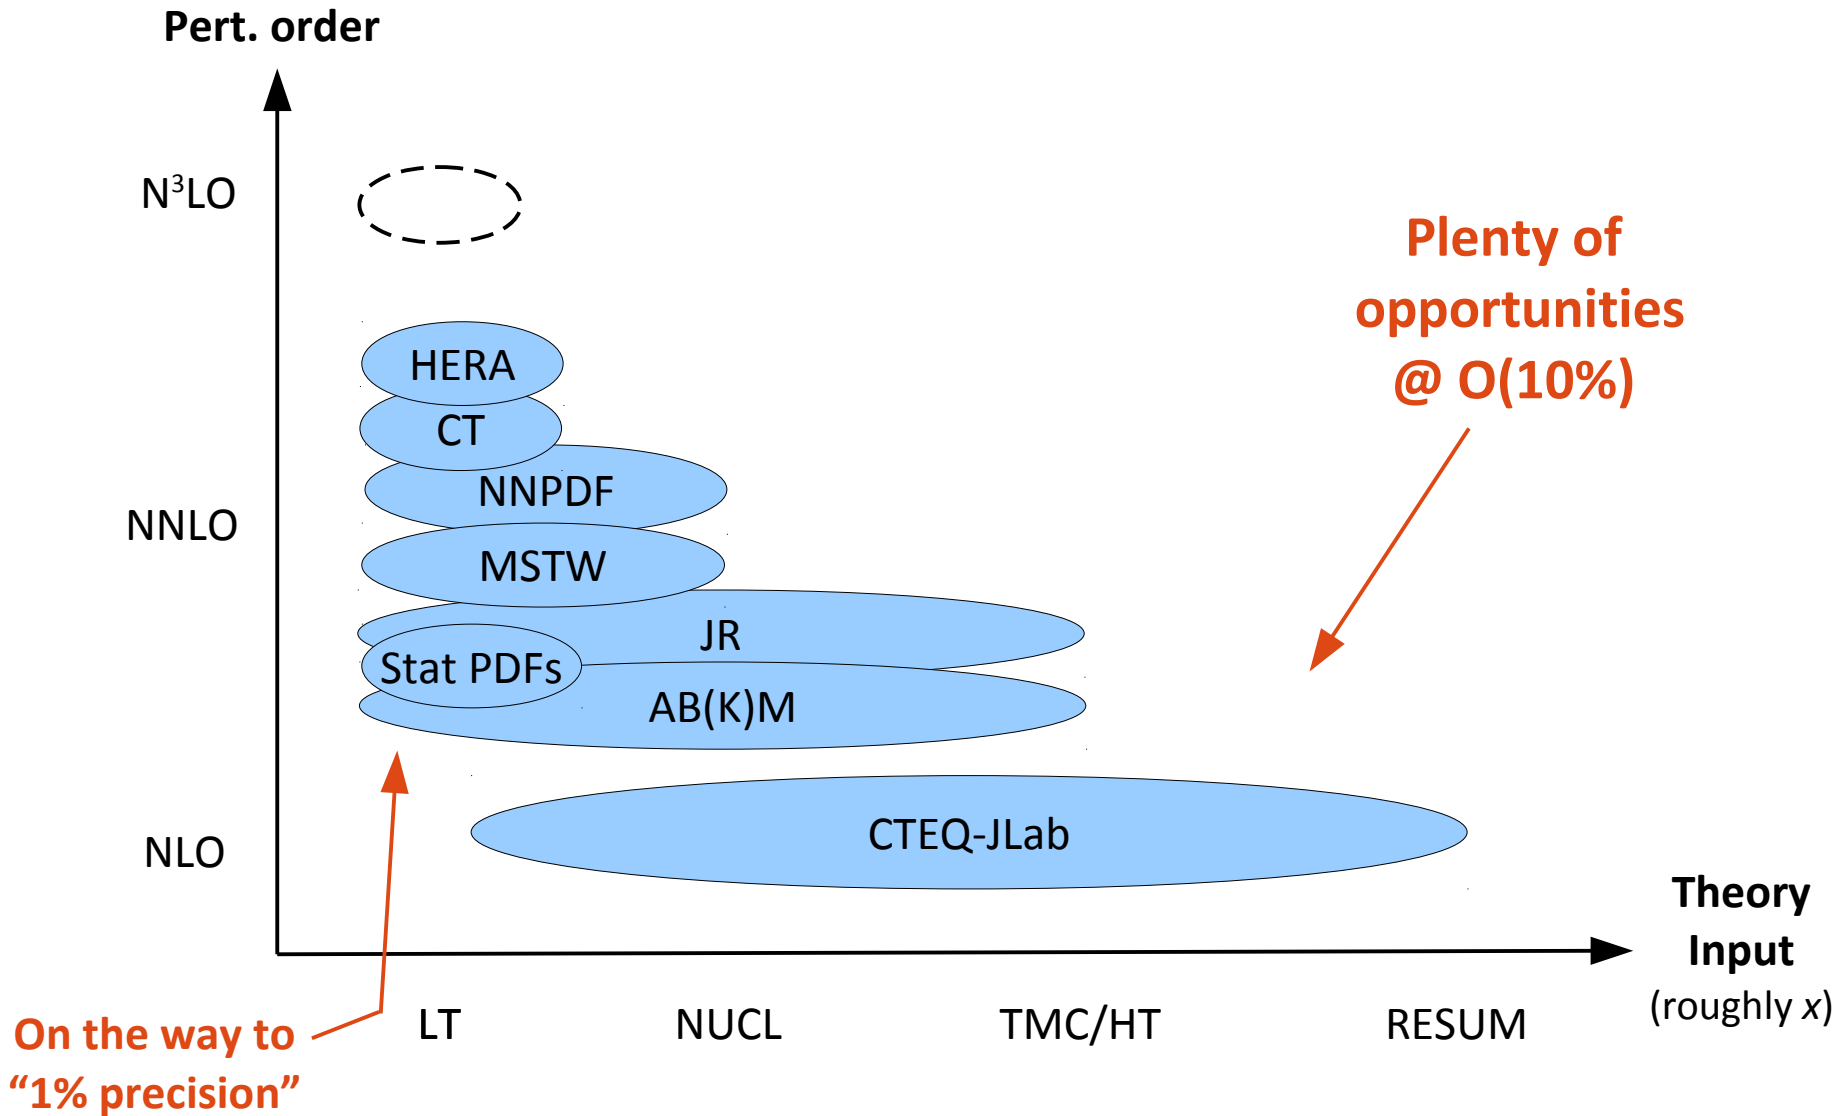 Pert. order
N³LO
Plenty of
opportunities
@ O(10%)
HERA
CT
NNPDF
NNLO
MSTW
JR
Stat PDFs
AB(K)M
CTEQ-JLab
NLO
Theory
Input
(roughly x)
LT
NUCL
TMC/HT
RESUM
On the way to
“1% precision”